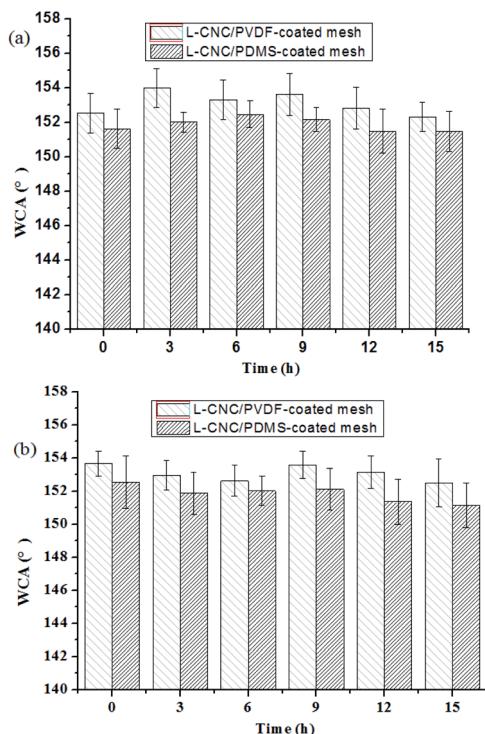 (a)
L-CNC/PVDF-coated mesh
L-CNC/PDMS-coated mesh
158
156
154
152
150
148
146
144
142
140
WCA (°)
0 3 6 9 12 15
Time (h)
(b)
L-CNC/PVDF-coated mesh
L-CNC/PDMS-coated mesh
158
156
154
152
150
148
146
144
142
140
WCA (°)
0 3 6 9 12 15
Time (h)